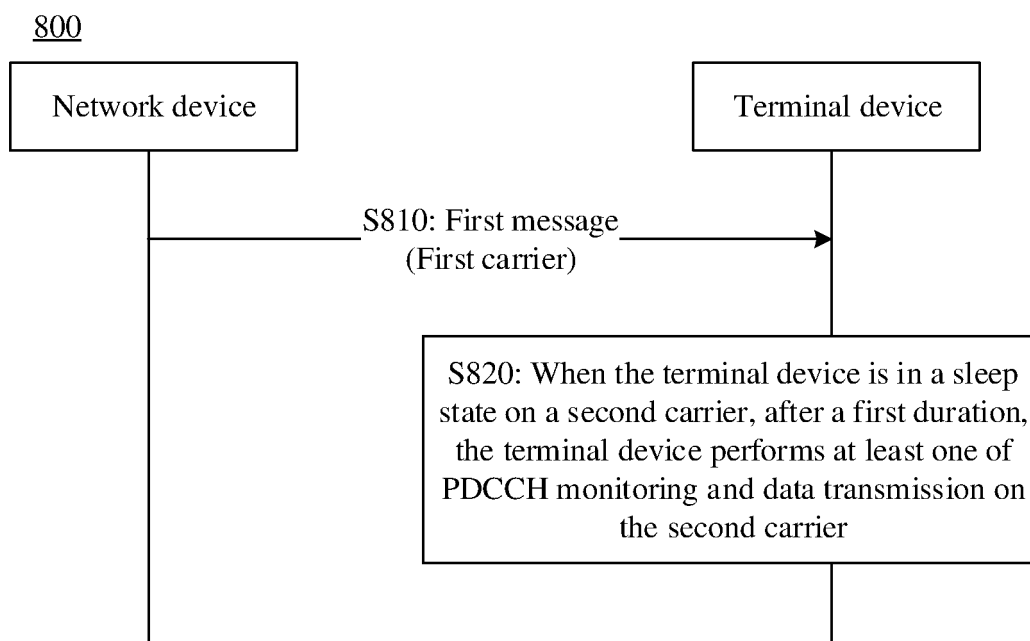 800
Network device
Terminal device
S810: First message
(First carrier)
S820: When the terminal device is in a sleep
state on a second carrier, after a first duration,
the terminal device performs at least one of
PDCCH monitoring and data transmission on
the second carrier